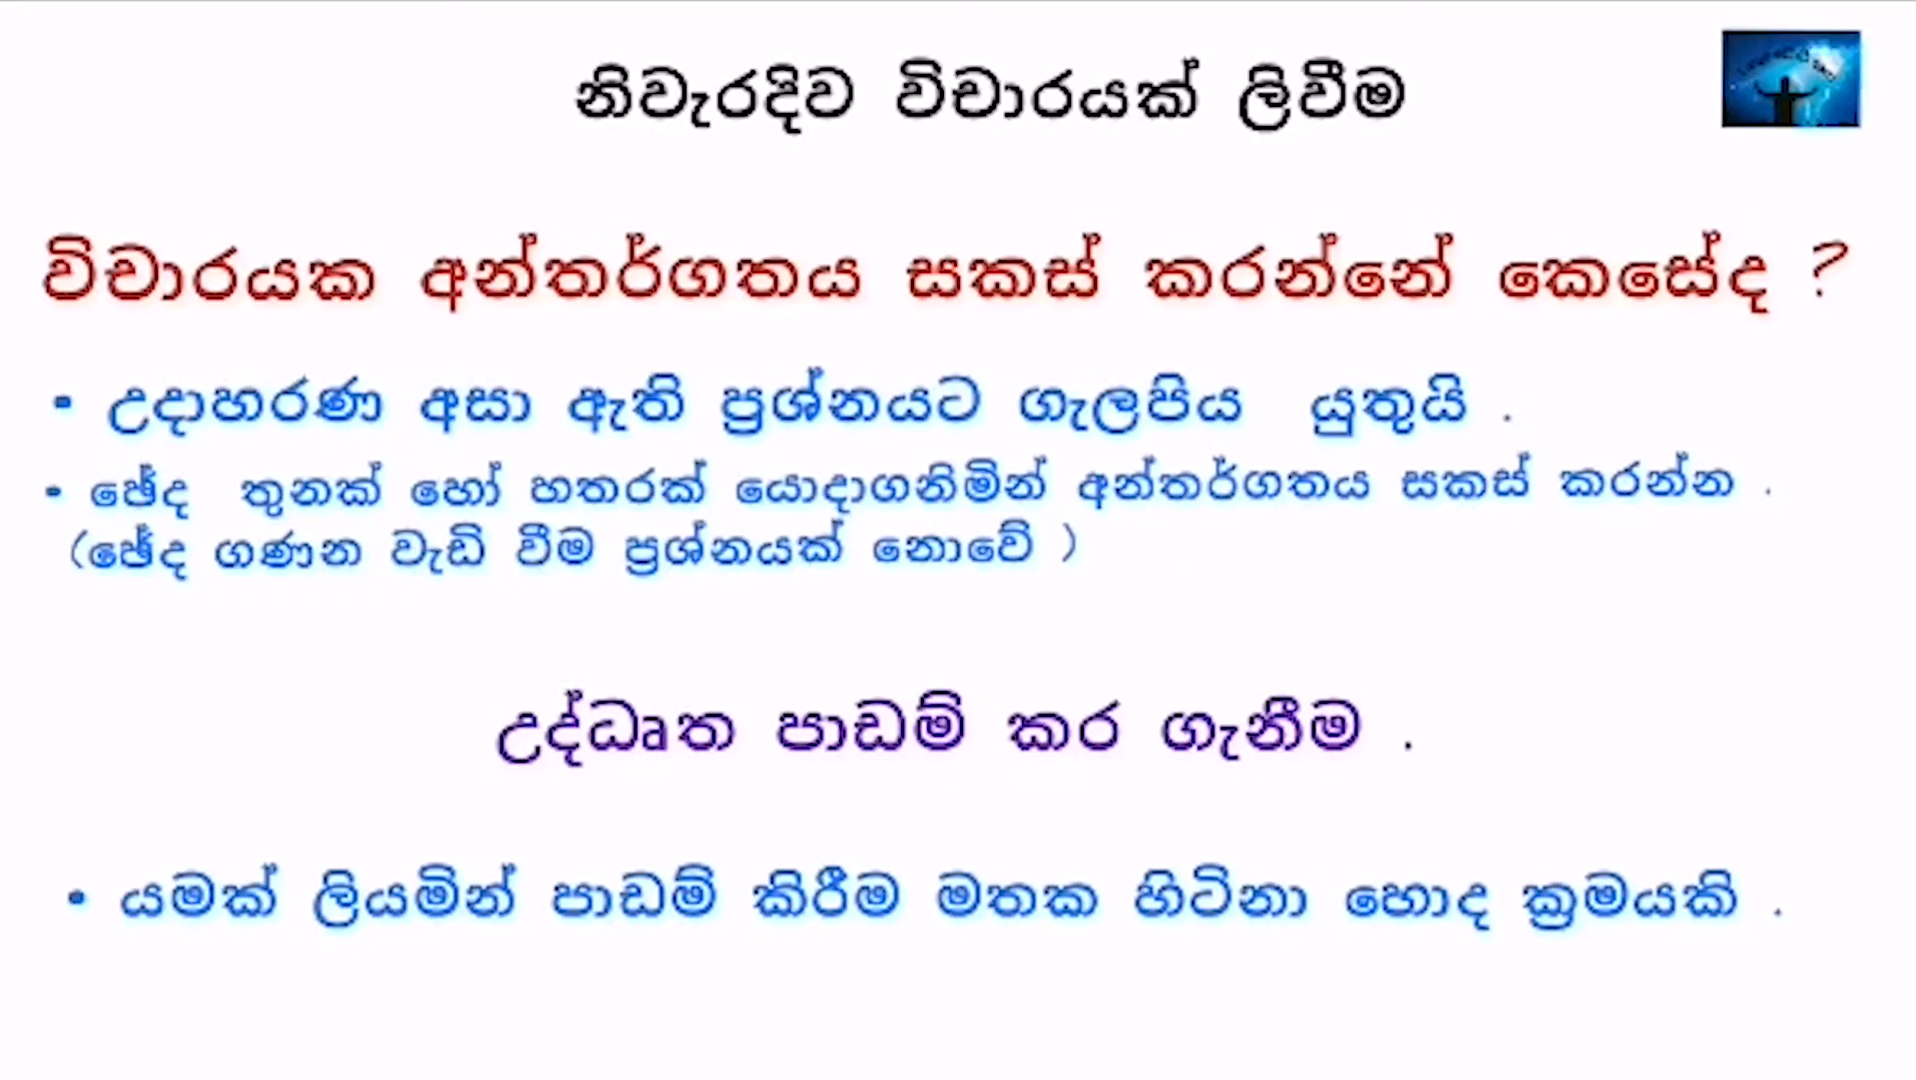 නිවැරදිව විචාරයක් ලිවීම
විචාරයක අන්තර්ගතය සකස් කරන්නේ කෙසේද ?
• උදාහරණ අසා ඇති ප්‍රශ්නයට ගැලපිය යුතුයි .
• ඡේද තුනක් හෝ හතරක් යොදාගනිමින් අන්තර්ගතය සකස් කරන්න .
(ඡේද ගණන වැඩි වීම ප්‍රශ්නයක් නොවේ )
උද්ධෘත පාඩම් කර ගැනීම .
• යමක් ලියමින් පාඩම් කිරීම මතක හිටිනා හොද ක්‍රමයකි .